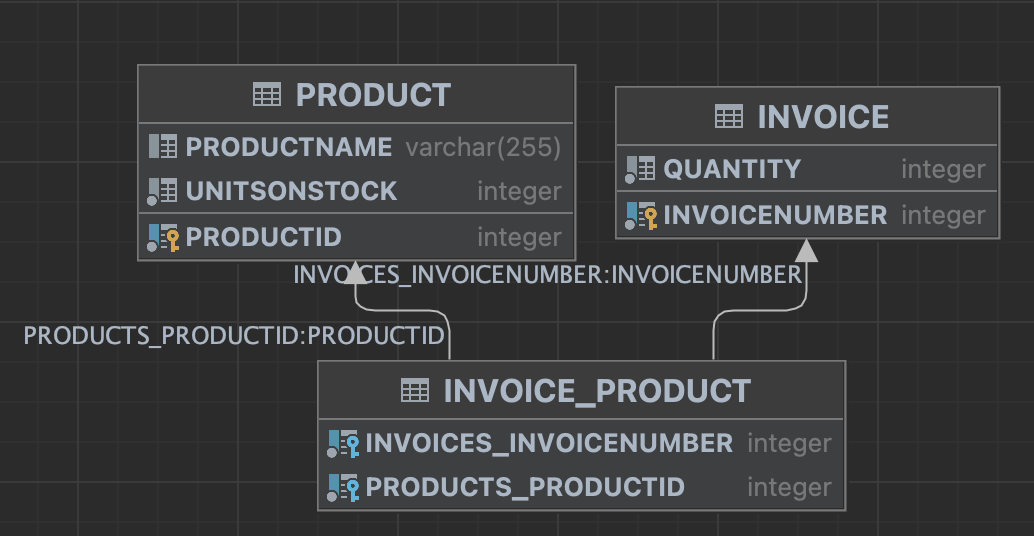 PRODUCT
PRODUCTNAME varchar(255)
UNITSONSTOCK integer
PRODUCTID integer
INVOICE
QUANTITY integer
INVOICENUMBER integer
INVOICES_INVOICENUMBER:INVOICENUMBER
PRODUCTS_PRODUCTID:PRODUCTID
INVOICE_PRODUCT
INVOICES_INVOICENUMBER integer
PRODUCTS_PRODUCTID integer